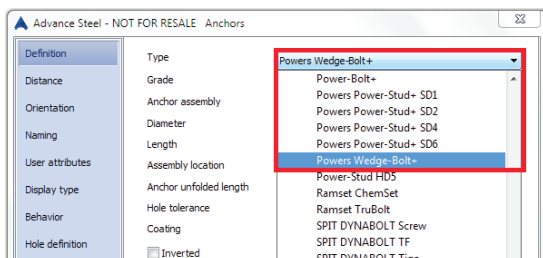 Advance Steel - NOT FOR RESALE Anchors
Definition
Distance
Orientation
Naming
User attributes
Display type
Behavior
Hole definition
Type
Grade
Anchor assembly
Diameter
Length
Assembly location
Anchor unfolded length
Hole tolerance
Coating
Inverted
Powers Wedge-Bolt+
Power-Bolt+
Powers Power-Stud+ SD1
Powers Power-Stud+ SD2
Powers Power-Stud+ SD4
Powers Power-Stud+ SD6
Powers Wedge-Bolt+
Power-Stud HD5
Ramset ChemSet
Ramset TruBolt
SPIT DYNABOLT Screw
SPIT DYNABOLT TF
SPIT DYNABOLT Tige